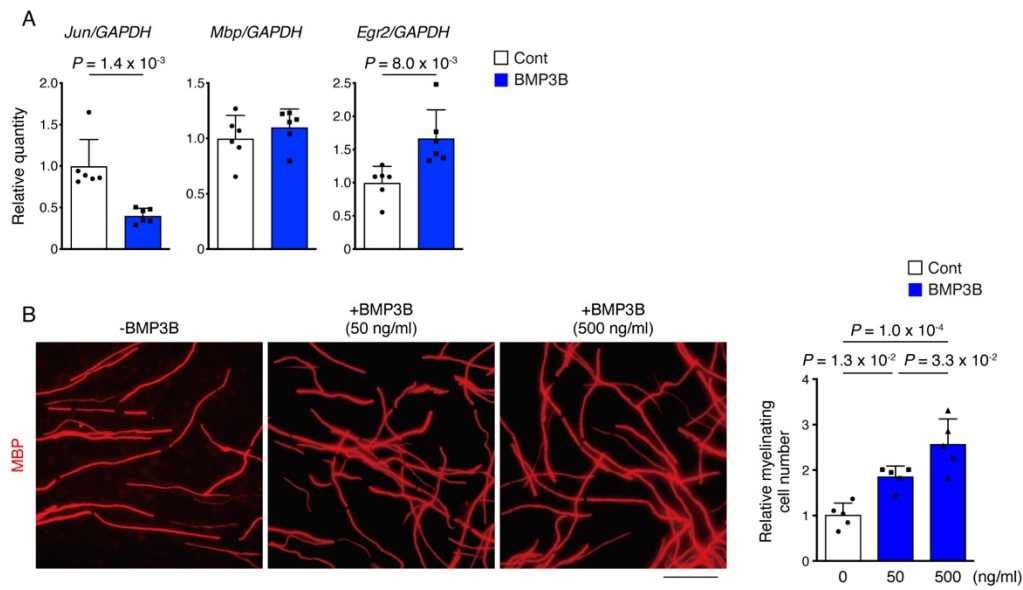 A
Jun/GAPDH
Mbp/GAPDH
Egr2/GAPDH
P = 1.4 x 10⁻³
P = 8.0 x 10⁻³
Cont
BMP3B
Relative quantity
2.0
1.5
1.0
0.5
0
1.5
1.0
0.5
0
2.5
2.0
1.5
1.0
0.5
0
B
-BMP3B
+BMP3B
(50 ng/ml)
+BMP3B
(500 ng/ml)
MBP
Cont
BMP3B
P = 1.0 x 10⁻⁴
P = 1.3 x 10⁻²
P = 3.3 x 10⁻²
Relative myelinating
cell number
4
3
2
1
0
0 50 500 (ng/ml)